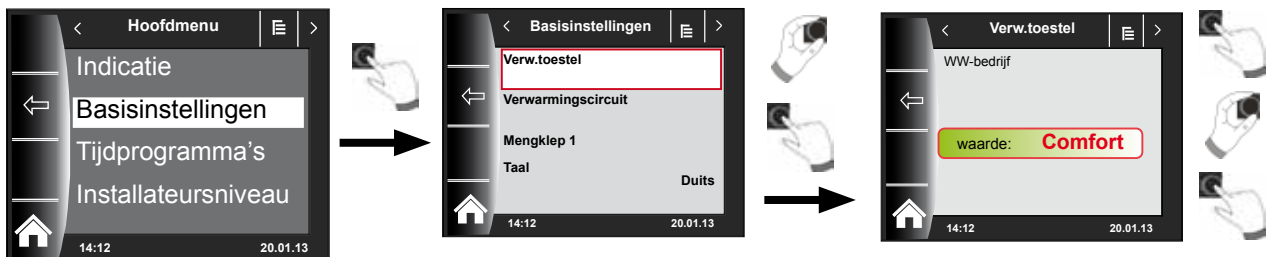 Hoofdmenu
Indicatie
Basisinstellingen
Tijdprogramma's
Installateursniveau
14:12 20.01.13
Basisinstellingen
Verw.toestel
Verwarmingscircuit
Mengklep 1
Taal
Duits
14:12 20.01.13
Verw.toestel
WW-bedrijf
waarde: Comfort
14:12 20.01.13